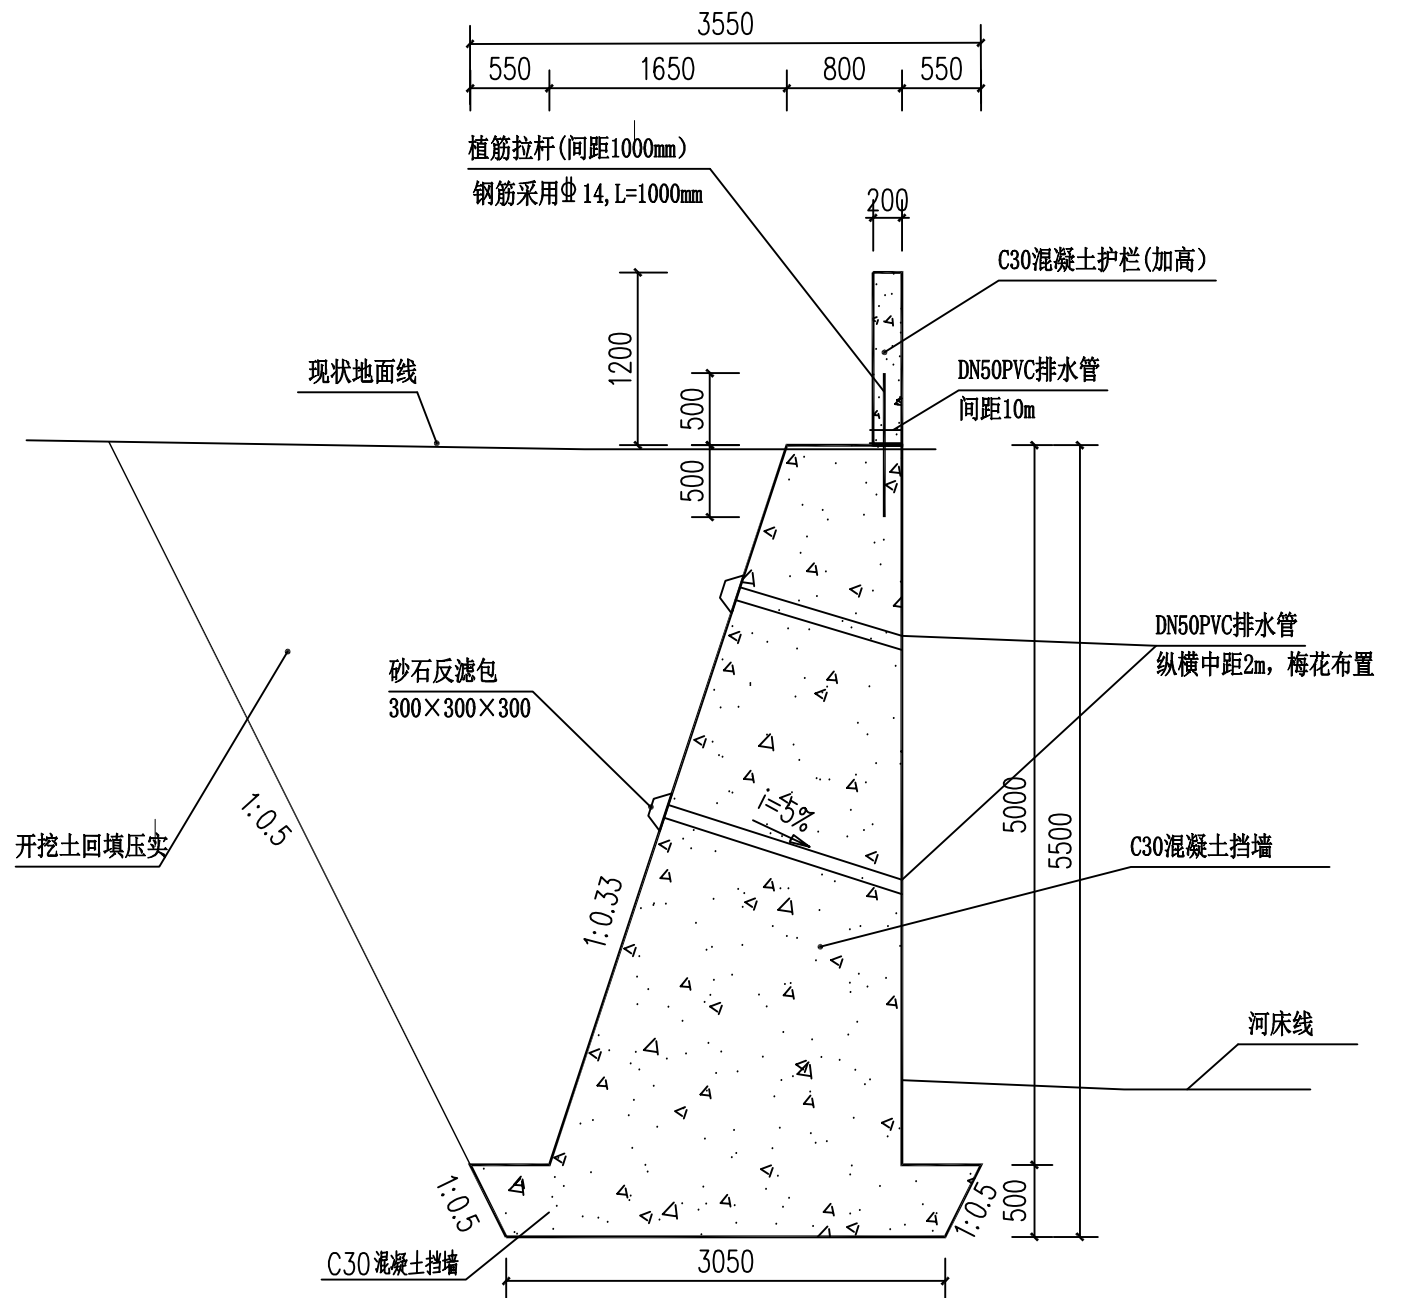 3550
550
1650
800
550
植筋拉杆(间距1000mm)
钢筋采用Φ14,L=1000mm
200
C30混凝土护栏(加高)
1200
现状地面线
500
DN50PVC排水管
间距10m
500
DN50PVC排水管
纵横中距2m，梅花布置
砂石反滤包
300×300×300
1:0.5
i=5%
5000
5500
开挖土回填压实
C30混凝土挡墙
1:0.33
河床线
1:0.5
1:0.5
500
C30混凝土挡墙
3050